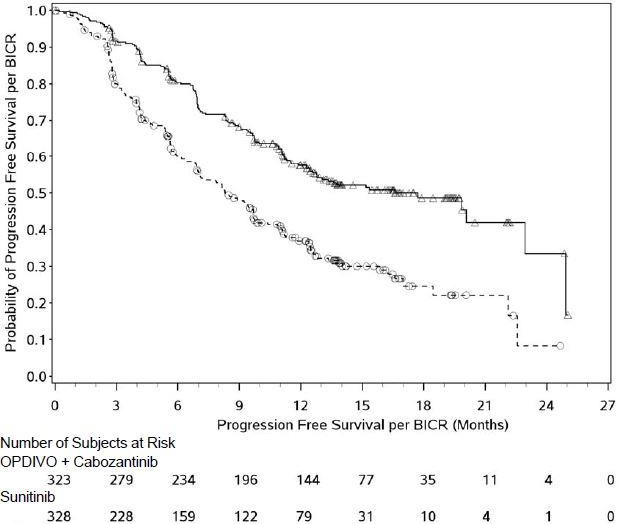 Probability of Progression Free Survival per BICR
1.0
0.9
0.8
0.7
0.6
0.5
0.4
0.3
0.2
0.1
0.0
0 3 6 9 12 15 18 21 24 27
Progression Free Survival per BICR (Months)
Number of Subjects at Risk
OPDIVO + Cabozantinib
323 279 234 196 144 77 35 11 4 0
Sunitinib
328 228 159 122 79 31 10 4 1 0